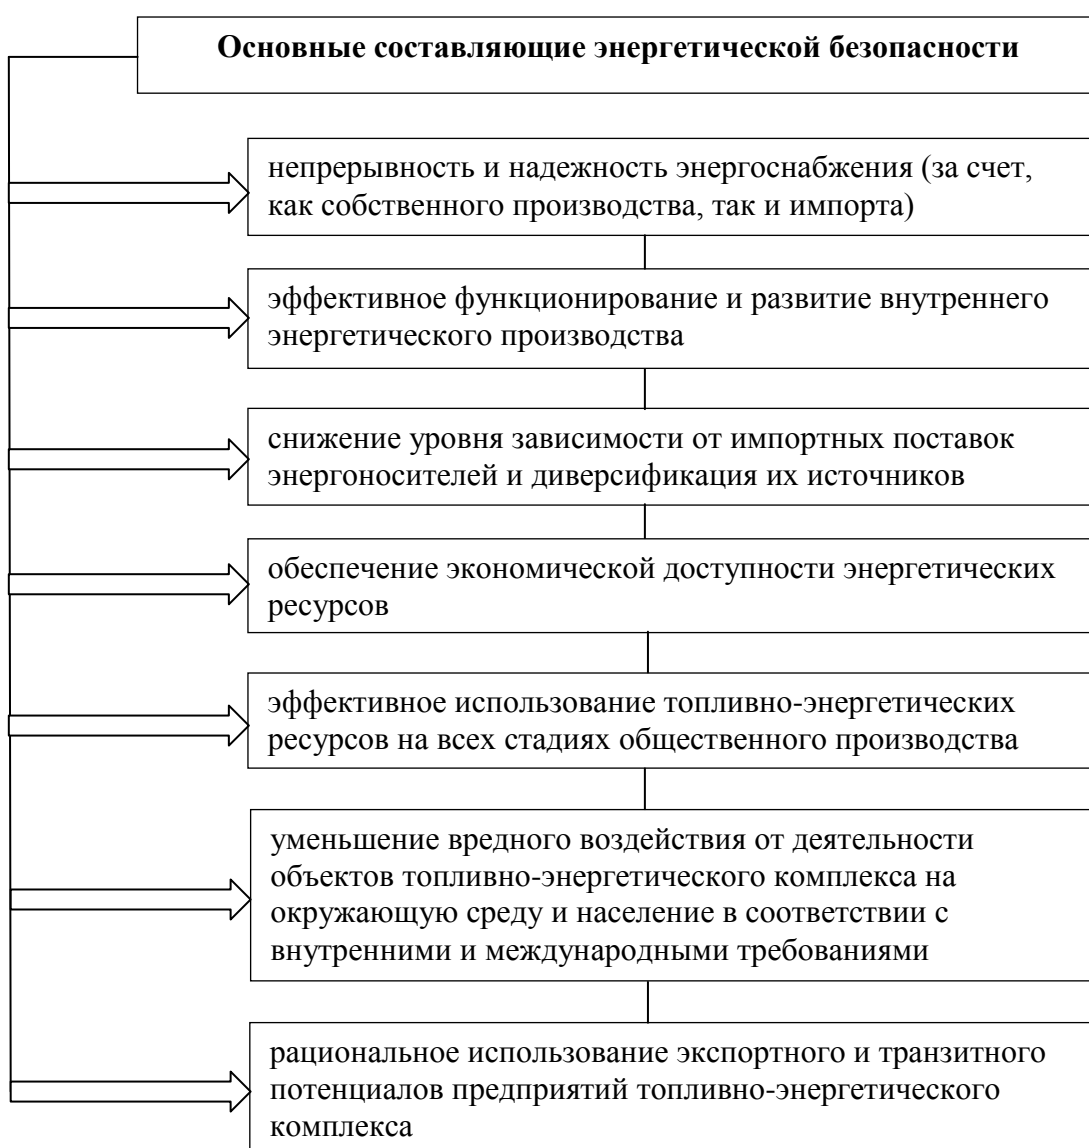 Основные составляющие энергетической безопасности
непрерывность и надежность энергоснабжения (за счет,
как собственного производства, так и импорта)
эффективное функционирование и развитие внутреннего
энергетического производства
снижение уровня зависимости от импортных поставок
энергоносителей и диверсификация их источников
обеспечение экономической доступности энергетических
ресурсов
эффективное использование топливно-энергетических
ресурсов на всех стадиях общественного производства
уменьшение вредного воздействия от деятельности
объектов топливно-энергетического комплекса на
окружающую среду и население в соответствии с
внутренними и международными требованиями
рациональное использование экспортного и транзитного
потенциалов предприятий топливно-энергетического
комплекса